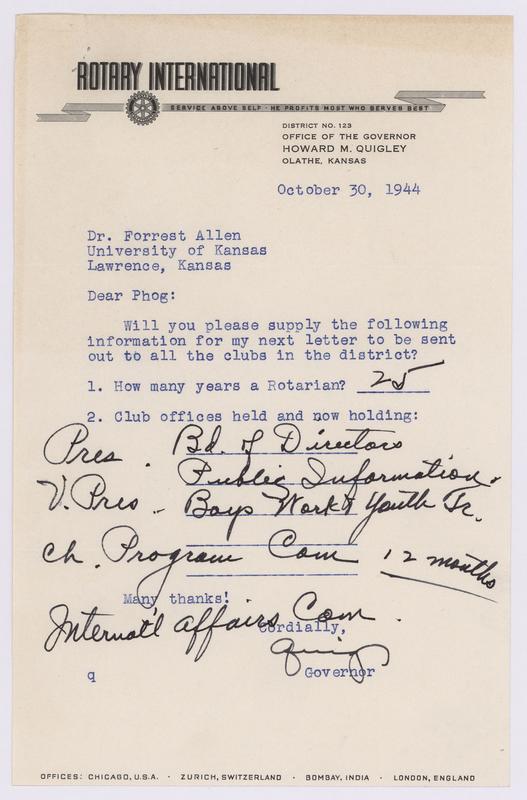 ROTARY INTERNATIONAL
SERVICE ABOVE SELF - HE PROFITS MOST WHO SERVES BEST
DISTRICT NO. 123
OFFICE OF THE GOVERNOR
HOWARD M. QUIGLEY
OLATHE, KANSAS
October 30, 1944
Dr. Forrest Allen
University of Kansas
Lawrence, Kansas
Dear Phog:
Will you please supply the following
information for my next letter to be sent
out to all the clubs in the district?
1. How many years a Rotarian? 25
2. Club offices held and now holding:
Pres. Bd. of Directors
Public Information.
V. Pres - Boys Work & Youth
Ch. Program Com 12 months
Many thanks!
Internat'l affairs Com.
Cordially,
Quig
Governor
q
OFFICES: CHICAGO, U.S.A. · ZURICH, SWITZERLAND · BOMBAY, INDIA · LONDON, ENGLAND